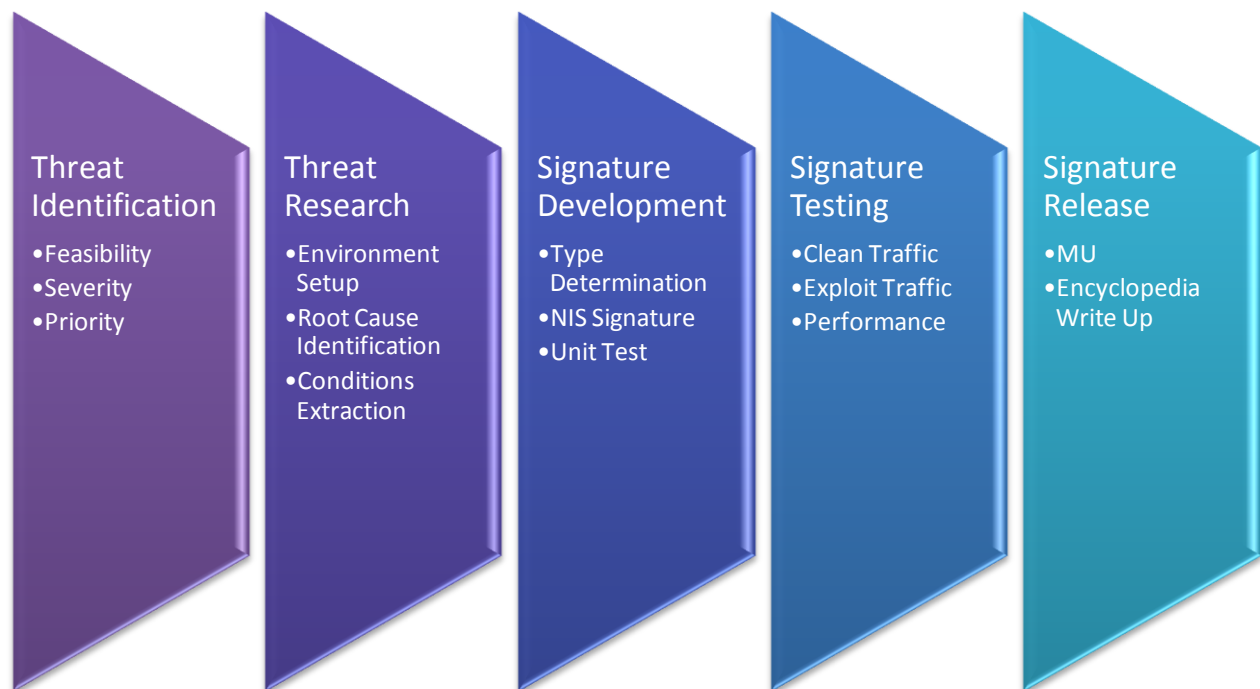 Threat
Identification
•Feasibility
•Severity
•Priority
Threat
Research
•Environment
Setup
•Root Cause
Identification
•Conditions
Extraction
Signature
Development
•Type
Determination
•NIS Signature
•Unit Test
Signature
Testing
•Clean Traffic
•Exploit Traffic
•Performance
Signature
Release
•MU
•Encyclopedia
Write Up